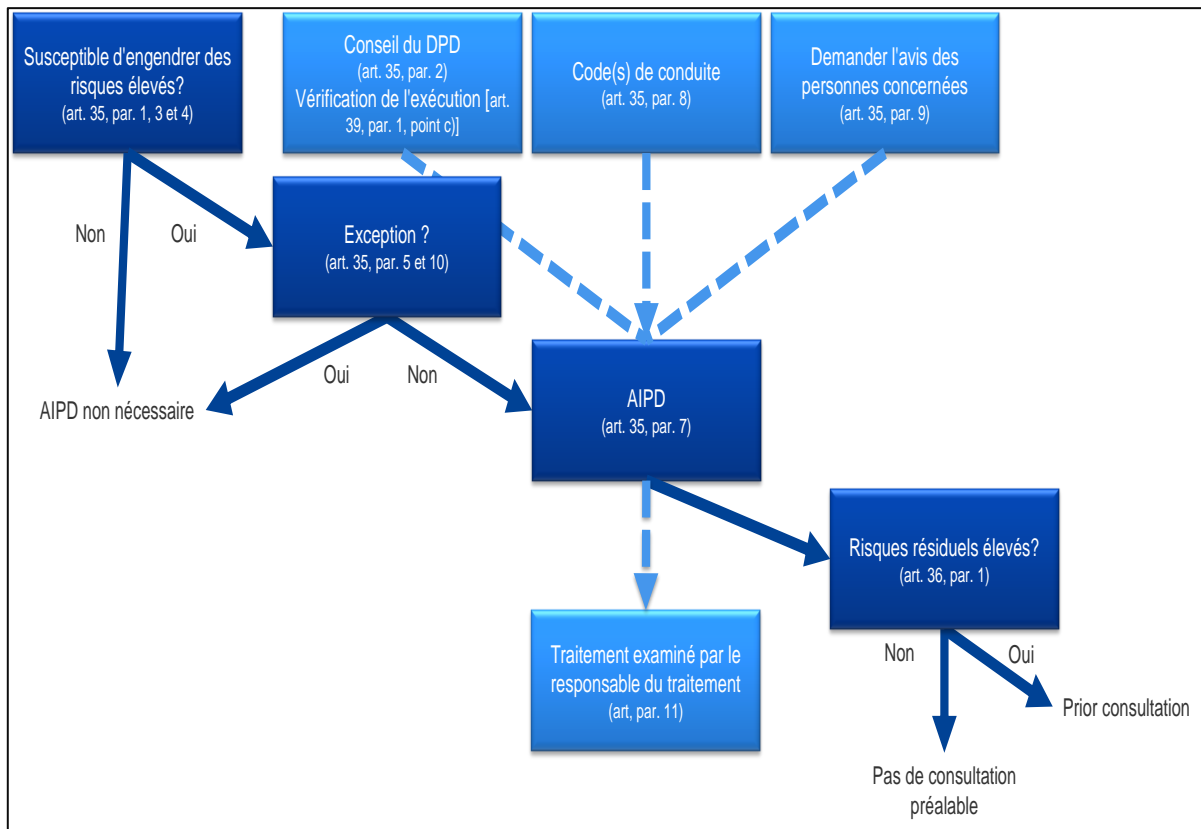 Susceptible d'engendrer des
risques élevés?
(art. 35, par. 1, 3 et 4)
Conseil du DPD
(art. 35, par. 2)
Vérification de l'exécution [art.
39, par. 1, point c)]
Code(s) de conduite
(art. 35, par. 8)
Demander l'avis des
personnes concernées
(art. 35, par. 9)
Non
Oui
Exception ?
(art. 35, par. 5 et 10)
Oui
Non
AIPD non nécessaire
AIPD
(art. 35, par. 7)
Risques résiduels élevés?
(art. 36, par. 1)
Traitement examiné par le
responsable du traitement
(art, par. 11)
Non
Oui
Prior consultation
Pas de consultation
préalable